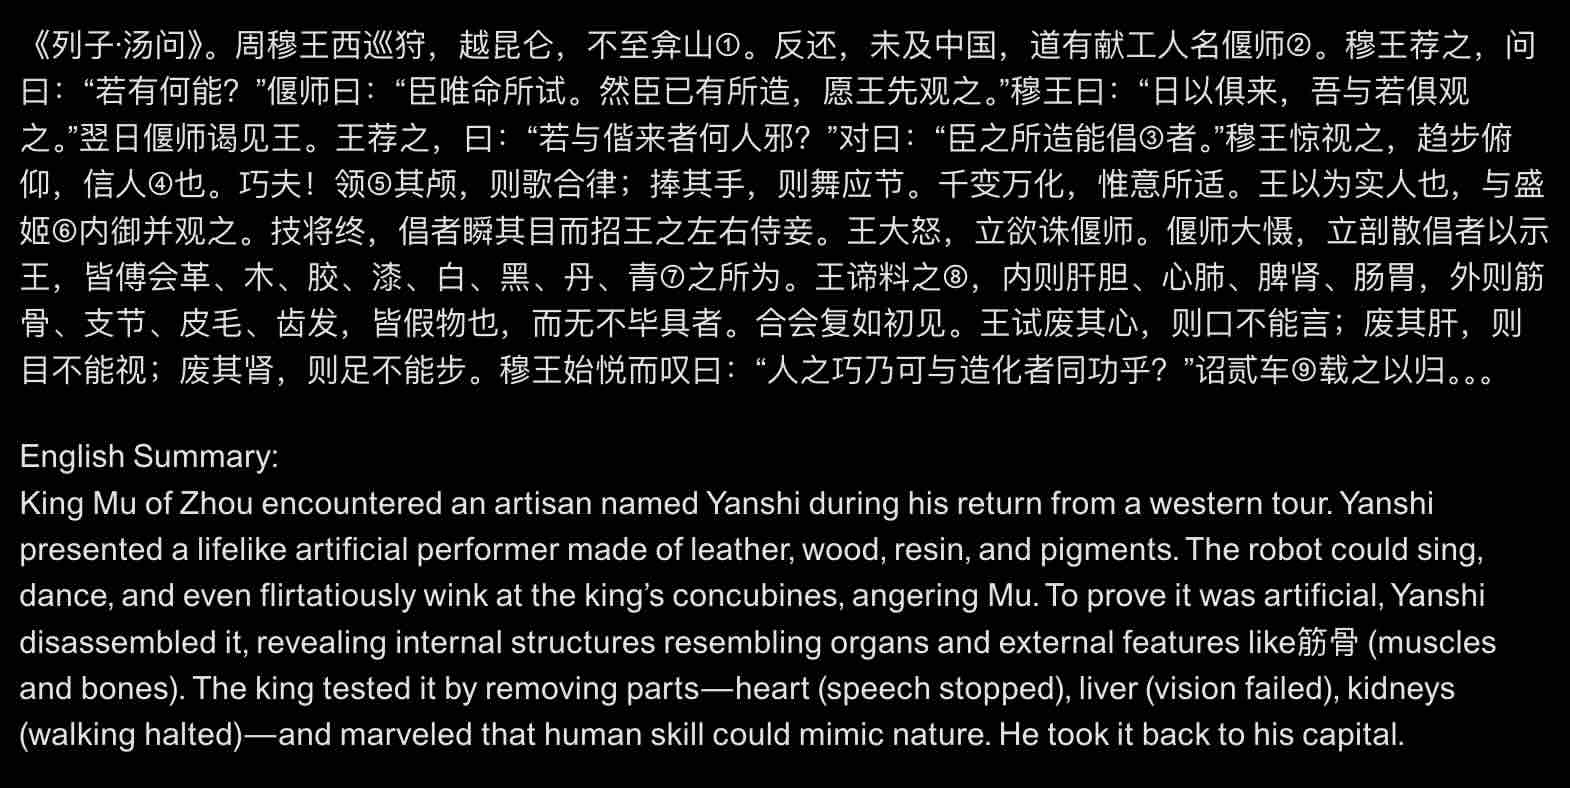 《列子·汤问》。周穆王西巡狩，越昆仑，不至弇山①。反还，未及中国，道有献工人名偃师②。穆王荐之，问
曰：“若有何能？”偃师曰：“臣唯命所试。然臣已有所造，愿王先观之。”穆王曰：“日以俱来，吾与若俱观
之。”翌日偃师谒见王。王荐之，曰：“若与偕来者何人邪？”对曰：“臣之所造能倡③者。”穆王惊视之，趋步俯
仰，信人④也。巧夫！领⑤其颅，则歌合律；捧其手，则舞应节。千变万化，惟意所适。王以为实人也，与盛
姬⑥内御并观之。技将终，倡者瞬其目而招王之左右侍妾。王大怒，立欲诛偃师。偃师大慑，立剖散倡者以示
王，皆傅会革、木、胶、漆、白、黑、丹、青⑦之所为。王谛料之⑧，内则肝胆、心肺、脾肾、肠胃，外则筋
骨、支节、皮毛、齿发，皆假物也，而无不毕具者。合会复如初见。王试废其心，则口不能言；废其肝，则
目不能视；废其肾，则足不能步。穆王始悦而叹曰：“人之巧乃可与造化者同功乎？”诏贰车⑨载之以归。。。
English Summary:
King Mu of Zhou encountered an artisan named Yanshi during his return from a western tour. Yanshi
presented a lifelike artificial performer made of leather, wood, resin, and pigments. The robot could sing,
dance, and even flirtatiously wink at the king’s concubines, angering Mu. To prove it was artificial, Yanshi
disassembled it, revealing internal structures resembling organs and external features like筋骨 (muscles
and bones). The king tested it by removing parts—heart (speech stopped), liver (vision failed), kidneys
(walking halted)—and marveled that human skill could mimic nature. He took it back to his capital.